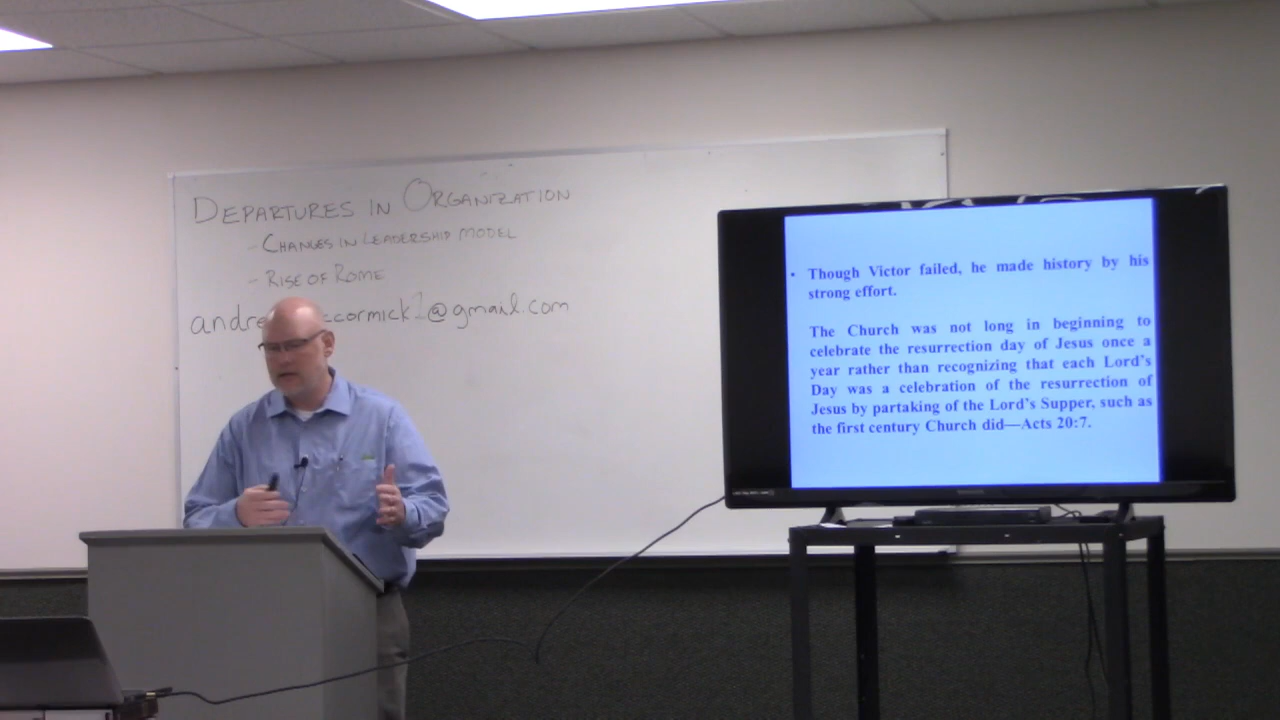 DEPARTURES IN ORGANIZATION
- CHANGES IN LEADERSHIP MODEL
- RISE OF ROME
• Though Victor failed, he made history by his
strong effort.
The Church was not long in beginning to
celebrate the resurrection day of Jesus once a
year rather than recognizing that each Lord's
Day was a celebration of the resurrection of
Jesus by partaking of the Lord's Supper, such as
the first century Church did—Acts 20:7.